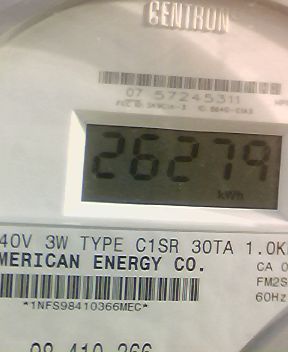 CENTRON
07 57245311
26279
kWh
40V 3W TYPE C1SR 30TA 1.0K
MERICAN ENERGY CO.
CA 0
FM2S
60Hz
*1NFS98410366MEC*
98 410 366